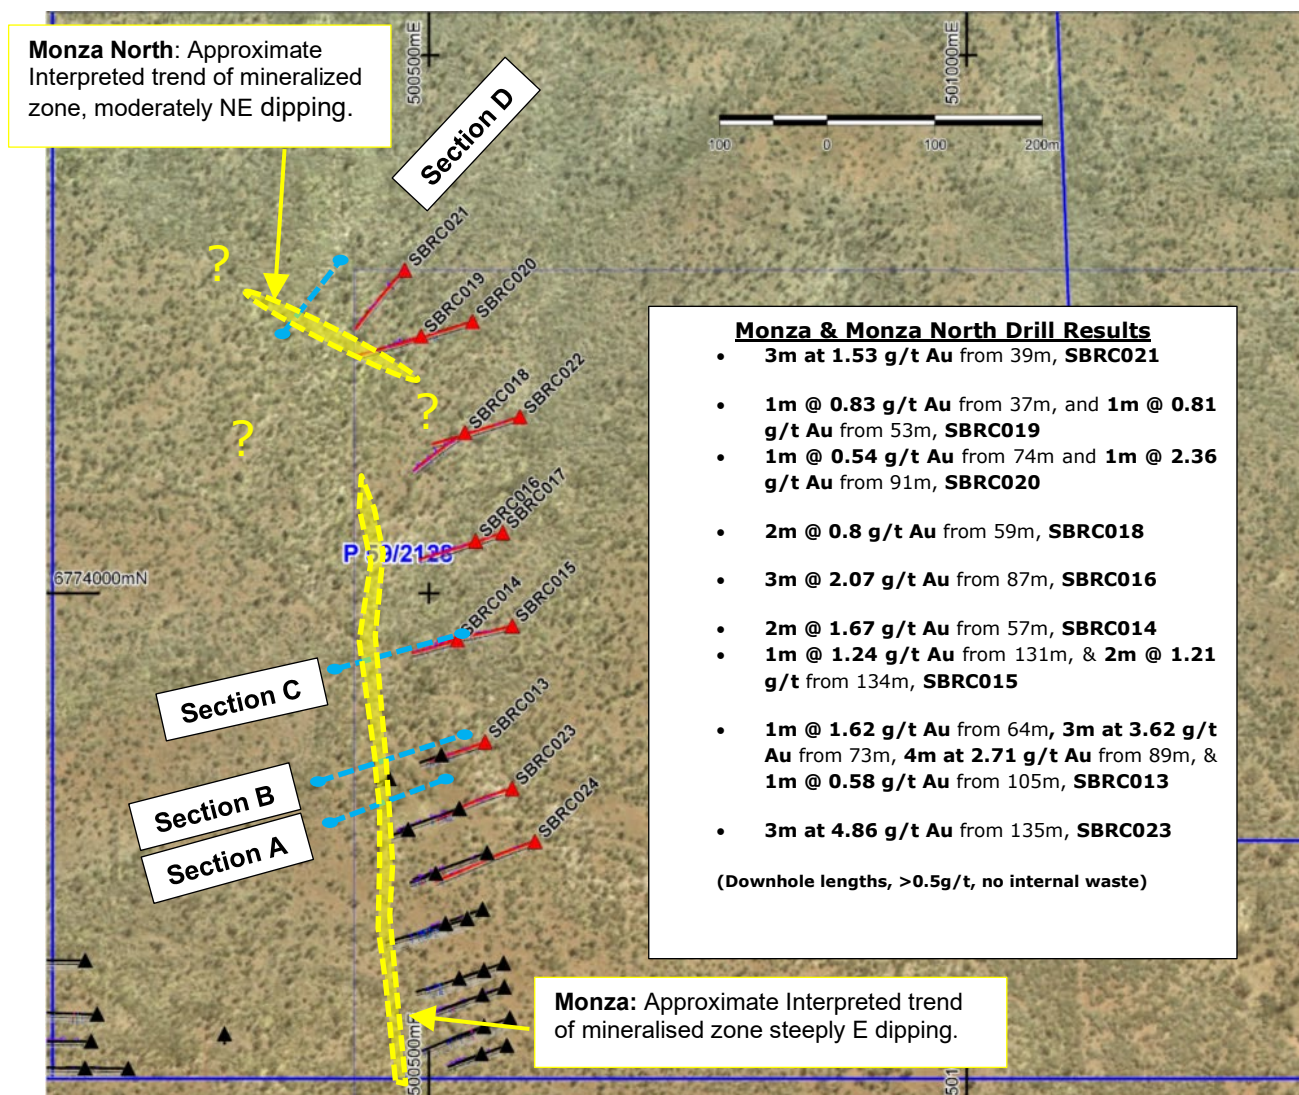 Monza North: Approximate
Interpreted trend of mineralized
zone, moderately NE dipping.
500500mE
501000mE
Section D
100 0 100 200m
SBRC021
SBRC019
SBRC020
?
?
?
SBRC018
SBRC022
SBRC016
SBRC017
P 59/2128
6774000mN
SBRC014
SBRC015
Section C
SBRC013
Section B
SBRC023
Section A
SBRC024
Monza & Monza North Drill Results
• 3m at 1.53 g/t Au from 39m, SBRC021
• 1m @ 0.83 g/t Au from 37m, and 1m @ 0.81
g/t Au from 53m, SBRC019
• 1m @ 0.54 g/t Au from 74m and 1m @ 2.36
g/t Au from 91m, SBRC020
• 2m @ 0.8 g/t Au from 59m, SBRC018
• 3m @ 2.07 g/t Au from 87m, SBRC016
• 2m @ 1.67 g/t Au from 57m, SBRC014
• 1m @ 1.24 g/t Au from 131m, & 2m @ 1.21
g/t from 134m, SBRC015
• 1m @ 1.62 g/t Au from 64m, 3m at 3.62 g/t
Au from 73m, 4m at 2.71 g/t Au from 89m, &
1m @ 0.58 g/t Au from 105m, SBRC013
• 3m at 4.86 g/t Au from 135m, SBRC023
(Downhole lengths, >0.5g/t, no internal waste)
Monza: Approximate Interpreted trend
of mineralised zone steeply E dipping.
500500mE
501